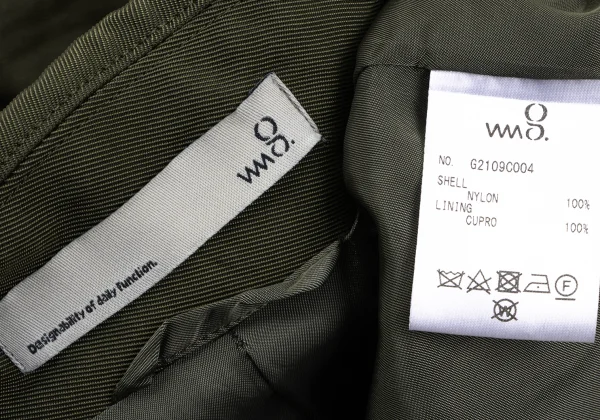 wmg.
Designability of daily function.
wmg.
NO. G2109C004
SHELL
NYLON 100%
LINING
CUPRO 100%